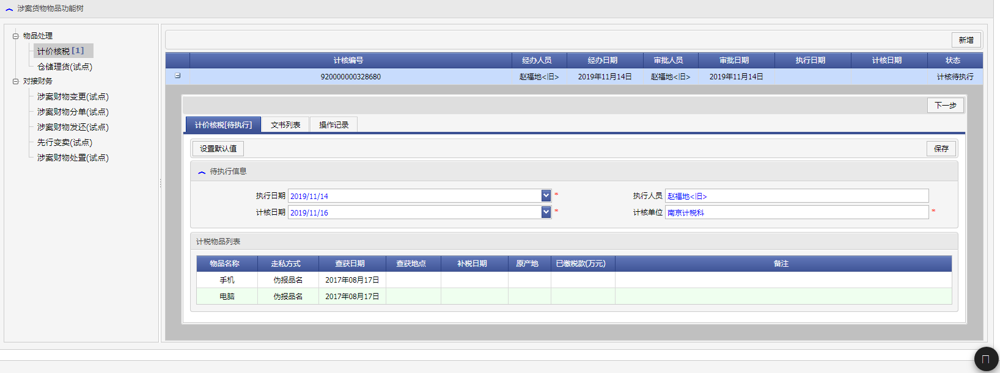 涉案货物物品功能树
物品处理
计价核税[1]
仓储理货(试点)
对接财务
涉案财物变更(试点)
涉案财物分单(试点)
涉案财物发还(试点)
先行变卖(试点)
涉案财物处置(试点)
新增
计核编号 经办人员 经办日期 审批人员 审批日期 执行日期 计核日期 状态
920000000328680 赵福地<旧> 2019年11月14日 赵福地<旧> 2019年11月14日 计核待执行
下一步
计价核税[待执行] 文书列表 操作记录
设置默认值 保存
待执行信息
执行日期 2019/11/14 * 执行人员 赵福地<旧>
计核日期 2019/11/16 * 计核单位 南京计税科 *
计税物品列表
物品名称 走私方式 查获日期 查获地点 补税日期 原产地 已缴税款(万元) 备注
手机 伪报品名 2017年08月17日
电脑 伪报品名 2017年08月17日